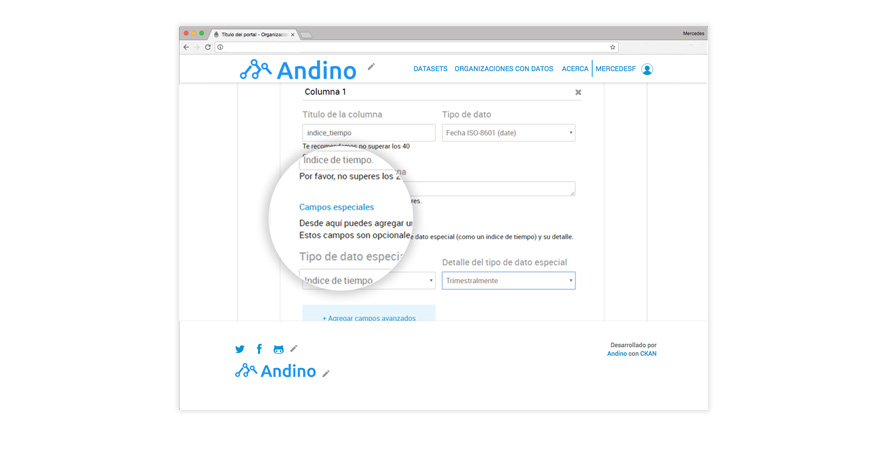 Título del portal - Organizaci
Mercedes
Andino
DATASETS ORGANIZACIONES CON DATOS ACERCA MERCEDESF
Columna 1
Título de la columna
Tipo de dato
indice_tiempo
Fecha ISO-8601 (date)
Te recomendamos no superar los 40
Índice de tiempo.
Por favor, no superes los 2
Campos especiales
Desde aquí puedes agregar un
dato especial (como un índice de tiempo) y su detalle.
Estos campos son opcionale
Tipo de dato especi
Detalle del tipo de dato especial
Índice de tiempo
Trimestralmente
+ Agregar campos avanzados
Desarrollado por
Andino con CKAN
Andino